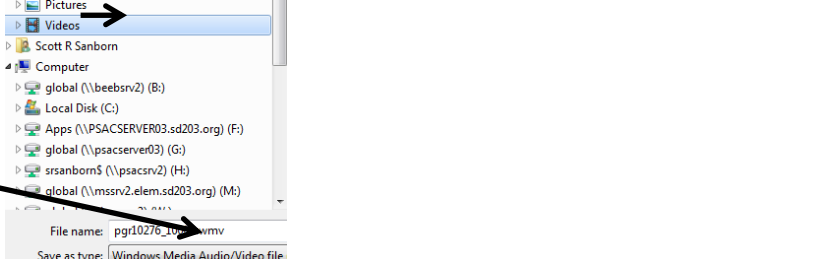 Pictures
Videos
Scott R Sanborn
Computer
global (\\beebsrv2) (B:)
Local Disk (C:)
Apps (\\PSACSERVER03.sd203.org) (F:)
global (\\psacserver03) (G:)
srsanborn$ (\\psacsrv2) (H:)
global (\\mssrv2.elem.sd203.org) (M:)
File name:
Save as type: Windows Media Audio/Video file